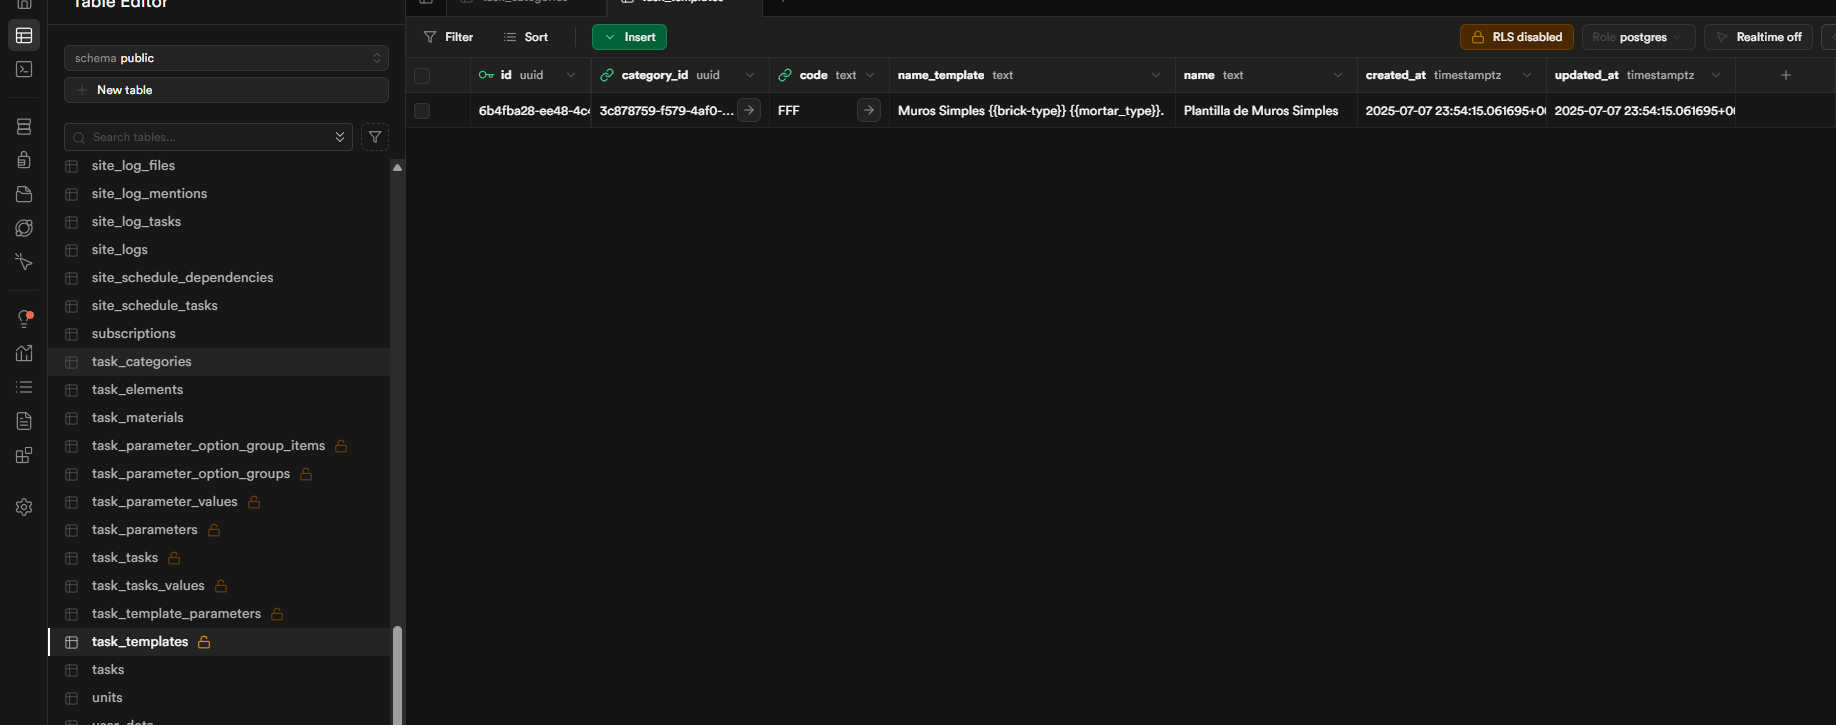 Table Editor
task_categories
task_templates
schema public
New table
Search tables...
Filter
Sort
Insert
RLS disabled
Role postgres
Realtime off
id uuid
category_id uuid
code text
name_template text
name text
created_at timestamptz
updated_at timestamptz
6b4fba28-ee48-4c
3c878759-f579-4af0-...
FFF
Muros Simples {{brick-type}} {{mortar_type}}.
Plantilla de Muros Simples
2025-07-07 23:54:15.061695+0
2025-07-07 23:54:15.061695+0
site_log_files
site_log_mentions
site_log_tasks
site_logs
site_schedule_dependencies
site_schedule_tasks
subscriptions
task_categories
task_elements
task_materials
task_parameter_option_group_items
task_parameter_option_groups
task_parameter_values
task_parameters
task_tasks
task_tasks_values
task_template_parameters
task_templates
tasks
units
user_data